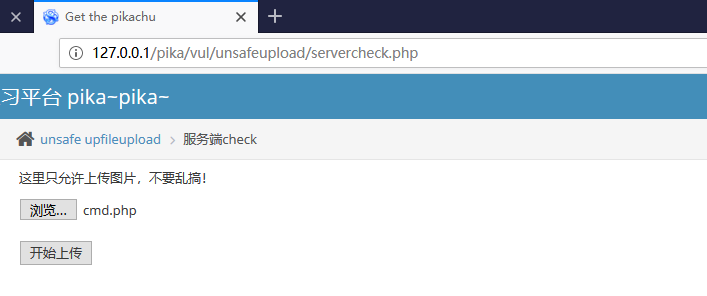 Get the pikachu
127.0.0.1/pika/vul/unsafeupload/servercheck.php
习平台 pika~pika~
unsafe upfileupload > 服务端check
这里只允许上传图片，不要乱搞！
浏览... cmd.php
开始上传